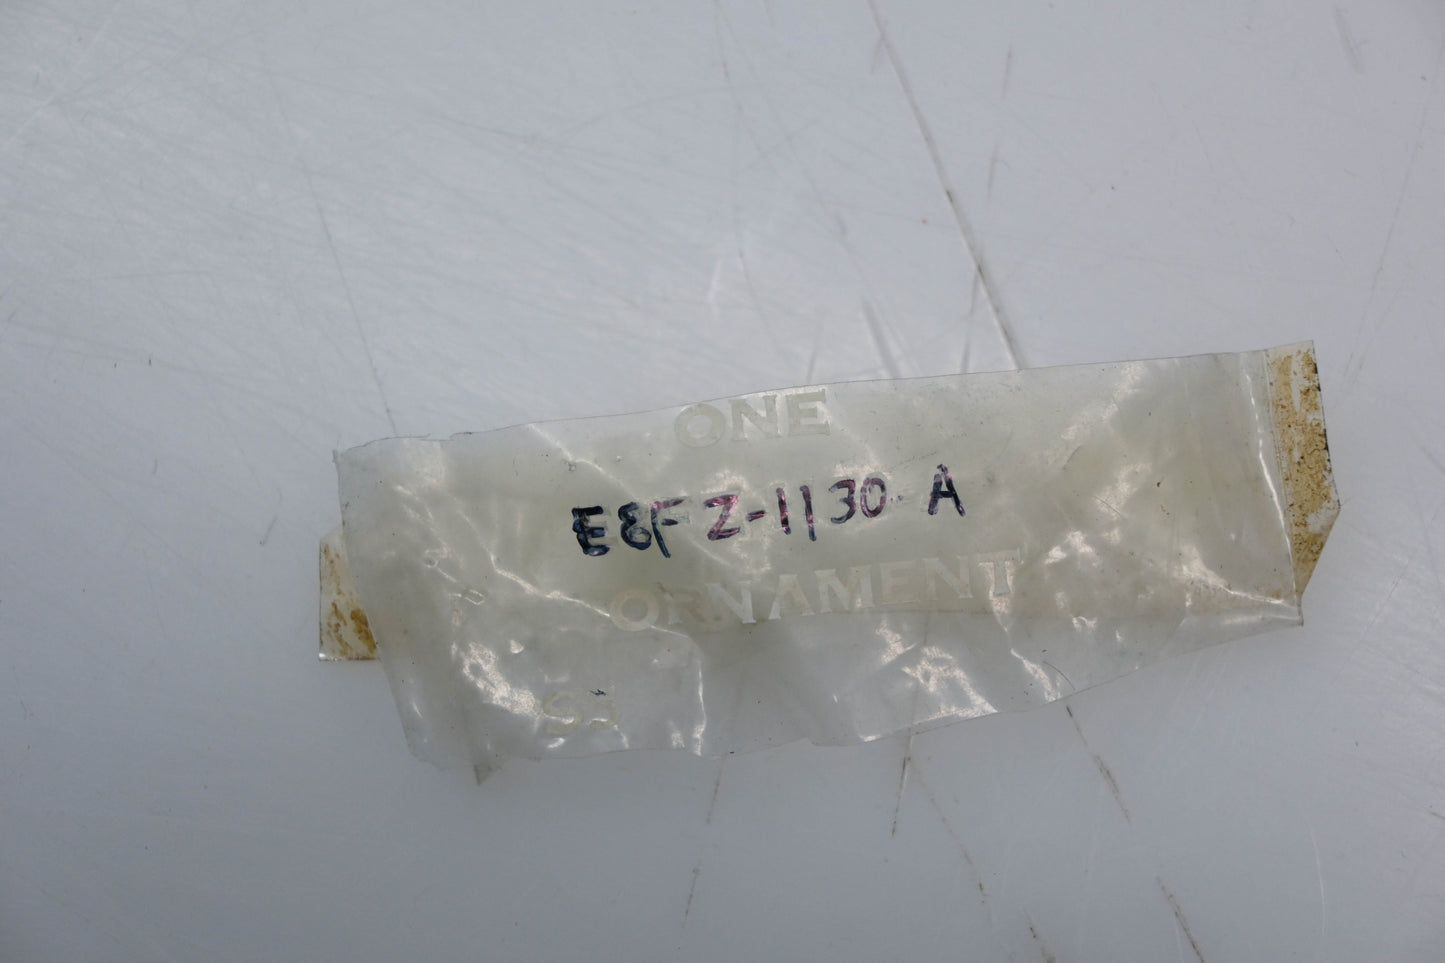 ONE
E8FZ-1130-A
ORNAMENT